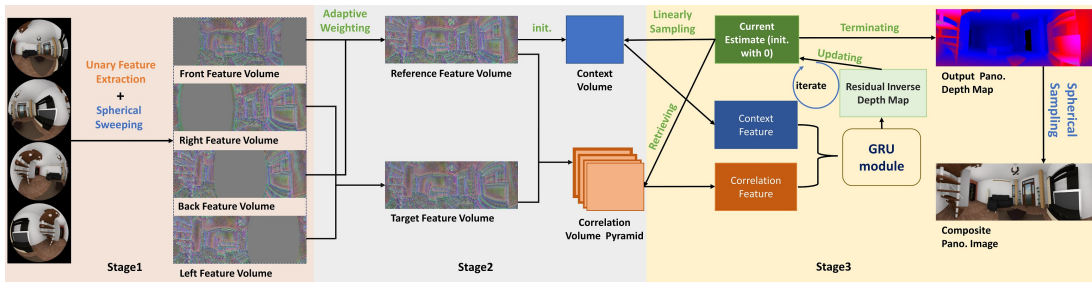 Unary Feature
Extraction
+
Spherical
Sweeping
Front Feature Volume
Right Feature Volume
Back Feature Volume
Left Feature Volume
Stage1
Adaptive
Weighting
Reference Feature Volume
Target Feature Volume
init.
Context
Volume
Correlation
Volume Pyramid
Stage2
Linearly
Sampling
Retrieving
Current
Estimate (init.
with 0)
Context
Feature
Correlation
Feature
Terminating
Updating
iterate
Residual Inverse
Depth Map
GRU
module
Output Pano.
Depth Map
Spherical
Sampling
Composite
Pano. Image
Stage3